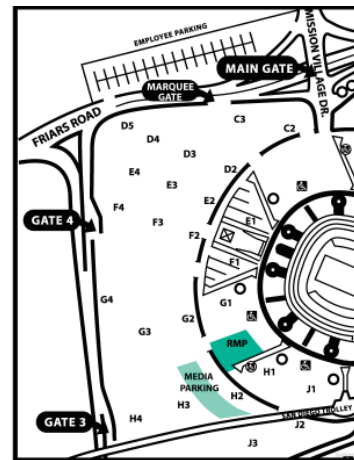 EMPLOYEE PARKING
MAIN GATE
MISSION VILLAGE DR.
MARQUEE
GATE
FRIARS ROAD
C3
C2
D5
D4
D3
D2
E4
E3
E2
E1
F4
F3
F2
F1
GATE 4
G4
G3
G2
G1
RMP
MEDIA
PARKING
H1
H2
H3
H4
J1
GATE 3
SAN DIEGO TROLLEY
J2
J3